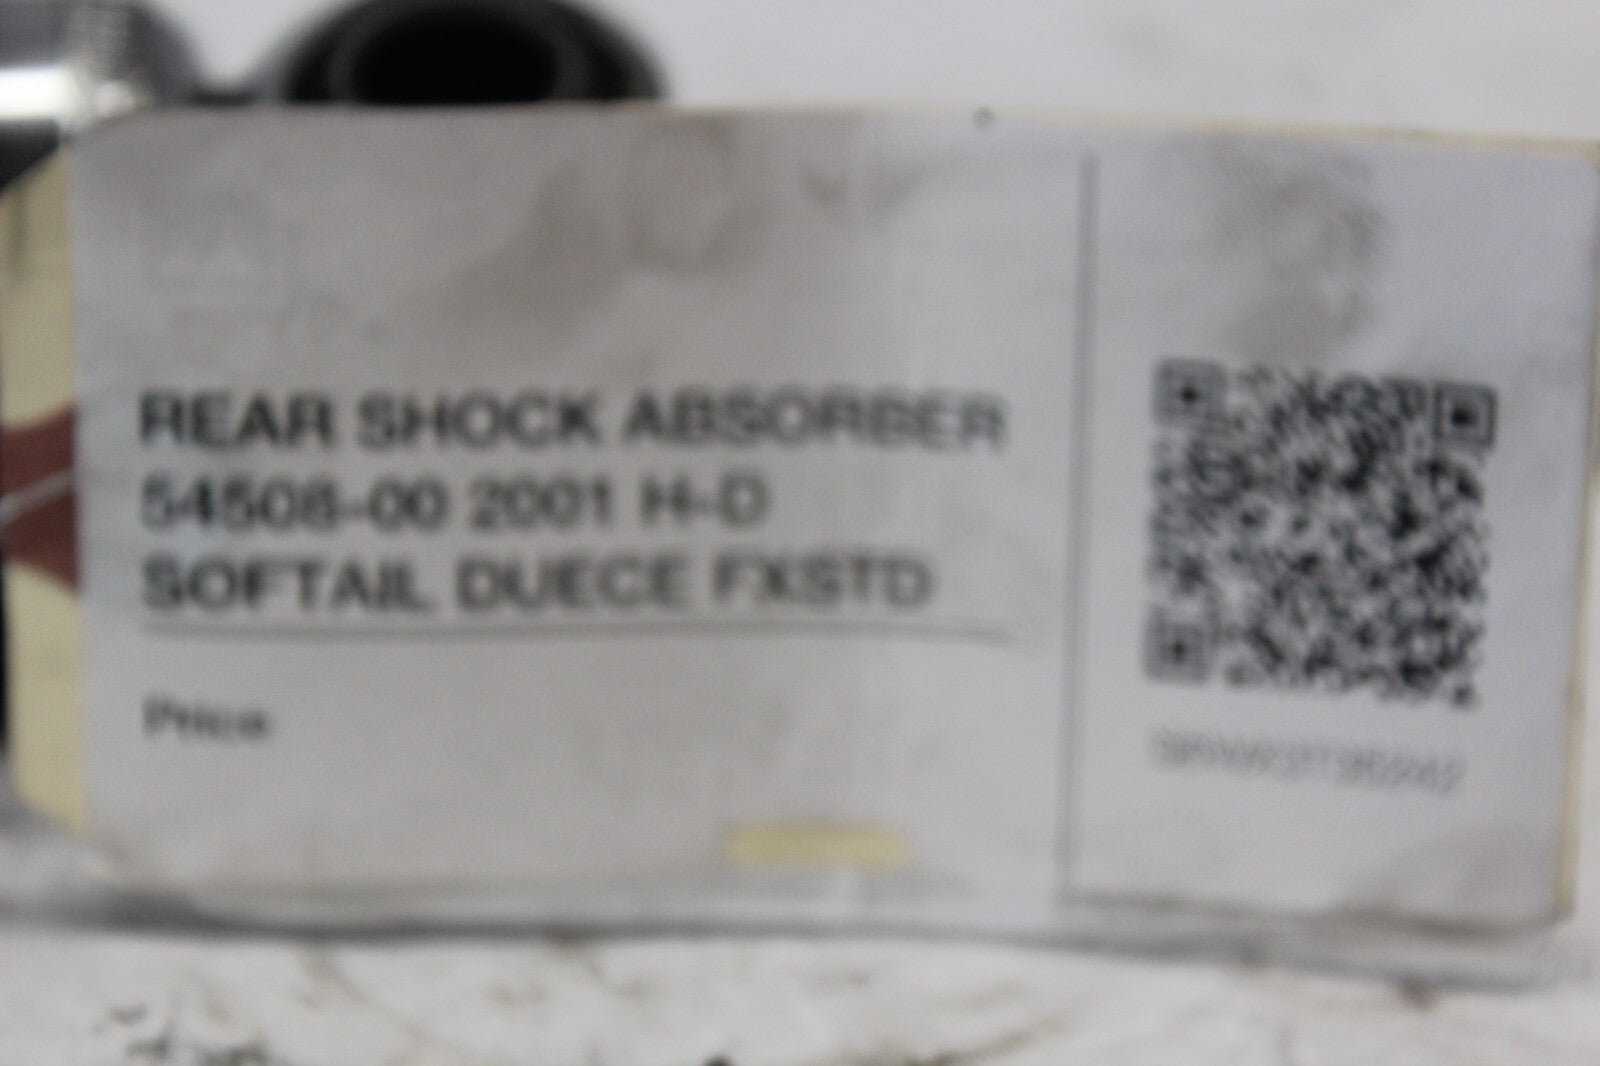 REAR SHOCK ABSORBER
54508-00 2001 H-D
SOFTAIL DUECE FXSTD
Price